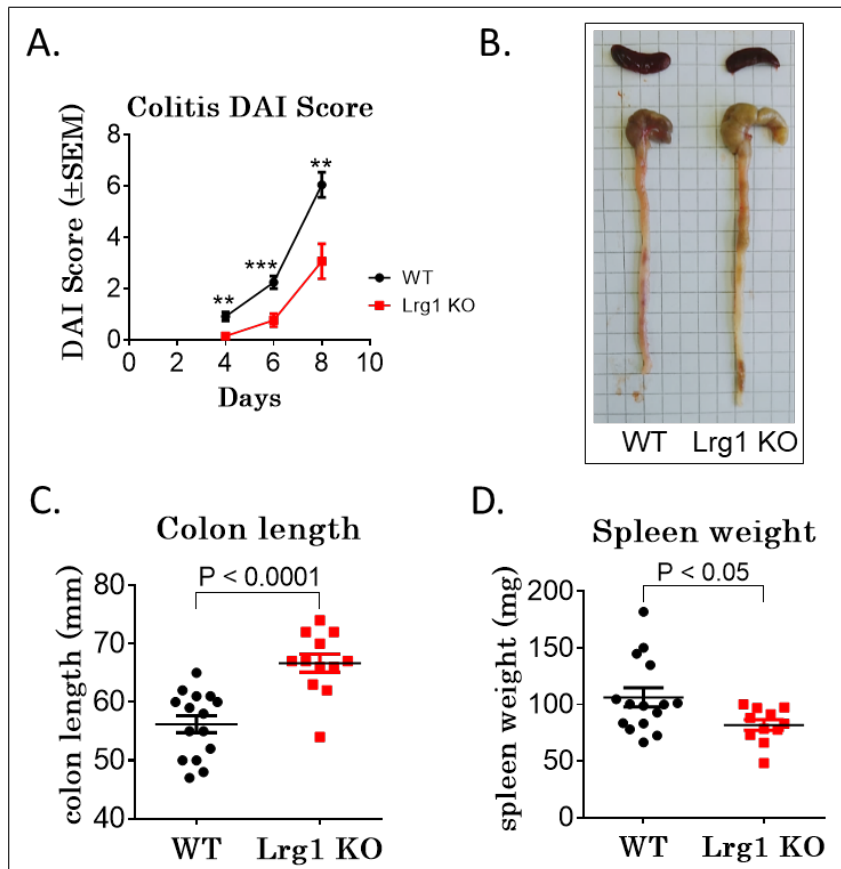 A.
Colitis DAI Score
DAI Score (±SEM)
8
6
4
2
0
**
***
**
0 2 4 6 8 10
Days
WT
Lrg1 KO
B.
WT Lrg1 KO
C.
Colon length
P < 0.0001
colon length (mm)
80
70
60
50
40
WT Lrg1 KO
D.
Spleen weight
P < 0.05
spleen weight (mg)
200
150
100
50
0
WT Lrg1 KO